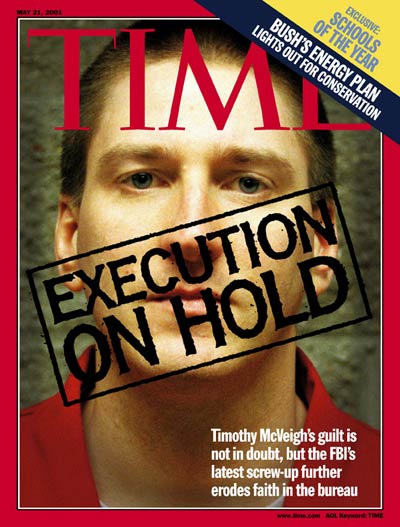 MAY 21, 2001
EXCLUSIVE:
SCHOOLS
OF THE YEAR
BUSH'S ENERGY PLAN
LIGHTS OUT FOR CONSERVATION
TIME
EXECUTION
ON HOLD
Timothy McVeigh's guilt is
not in doubt, but the FBI's
latest screw-up further
erodes faith in the bureau
www.time.com AOL Keyword: TIME